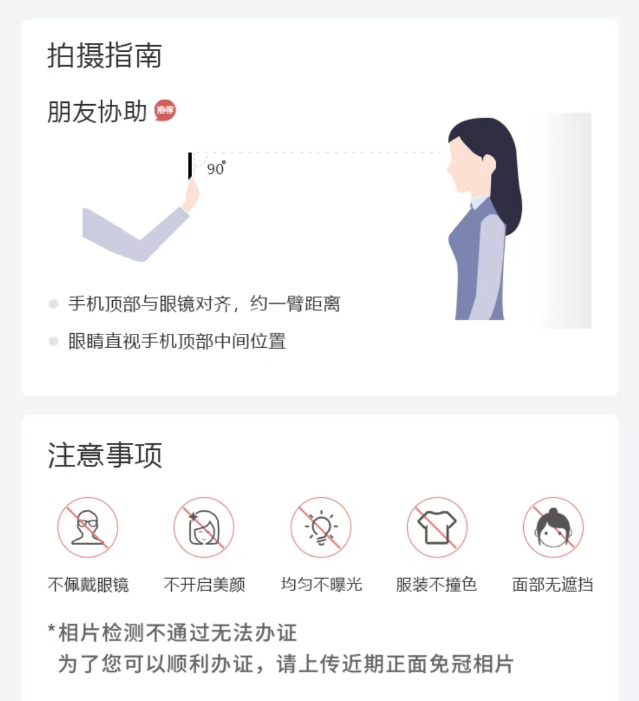 拍摄指南
朋友协助 推荐
90°
手机顶部与眼镜对齐，约一臂距离
眼睛直视手机顶部中间位置
注意事项
不佩戴眼镜 不开启美颜 均匀不曝光 服装不撞色 面部无遮挡
*相片检测不通过无法办证
为了您可以顺利办证，请上传近期正面免冠相片